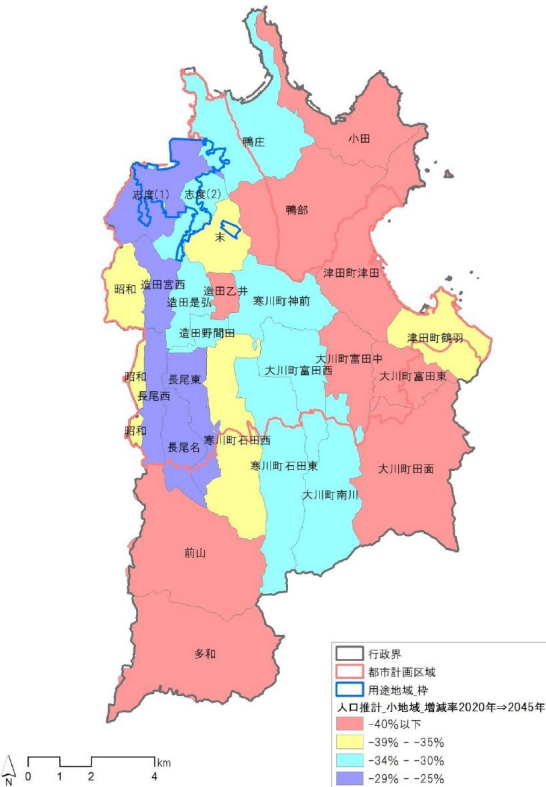 小田
鴨庄
志度(1)
志度(2)
鴨部
末
津田町津田
昭和
造田宮西
造田乙井
造田是弘
寒川町神前
津田町鶴羽
造田野間田
大川町富田中
大川町富田西
昭和
長尾東
大川町富田東
長尾西
昭和
長尾名
寒川町石田西
寒川町石田東
大川町田面
大川町南川
前山
多和
行政界
都市計画区域
用途地域_枠
人口推計_小地域_増減率2020年⇒2045年
-40%以下
-39% - -35%
-34% - -30%
-29% - -25%
N
0 1 2 4 km